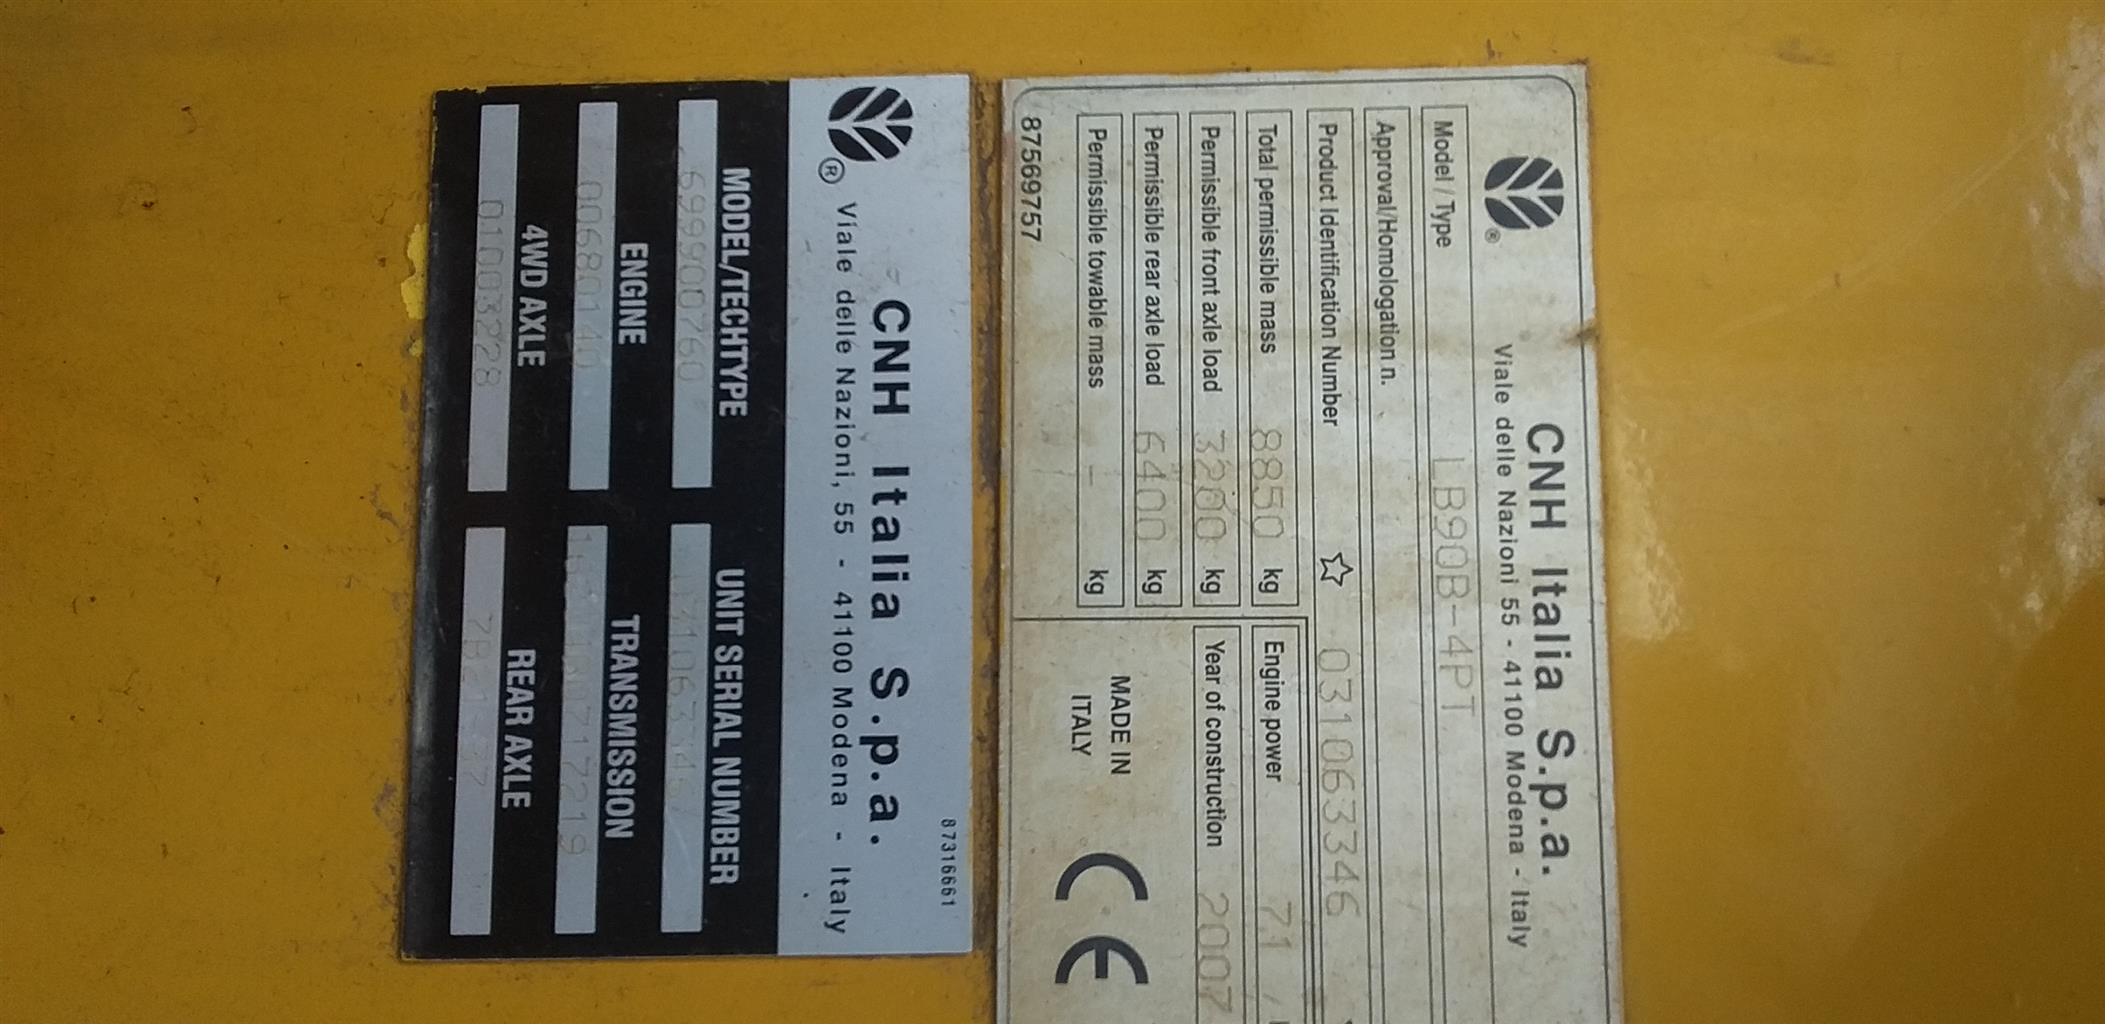 CNH Italia S.p.a.
®
Viale delle Nazioni 55 - 41100 Modena - Italy
Model / Type LB90B-4PT
Approval/Homologation n.
Product Identification Number ☆ 031063346
Total permissible mass 8850 kg Engine power 71
Permissible front axle load 3200 kg Year of construction 2007
Permissible rear axle load 6400 kg
Permissible towable mass - kg
MADE IN
ITALY
CE
87569757
87316661
CNH Italia S.p.a.
® Viale delle Nazioni, 55 - 41100 Modena - Italy
MODEL/TECHTYPE UNIT SERIAL NUMBER
699900760
ENGINE TRANSMISSION
00680140
4WD AXLE REAR AXLE
010003228